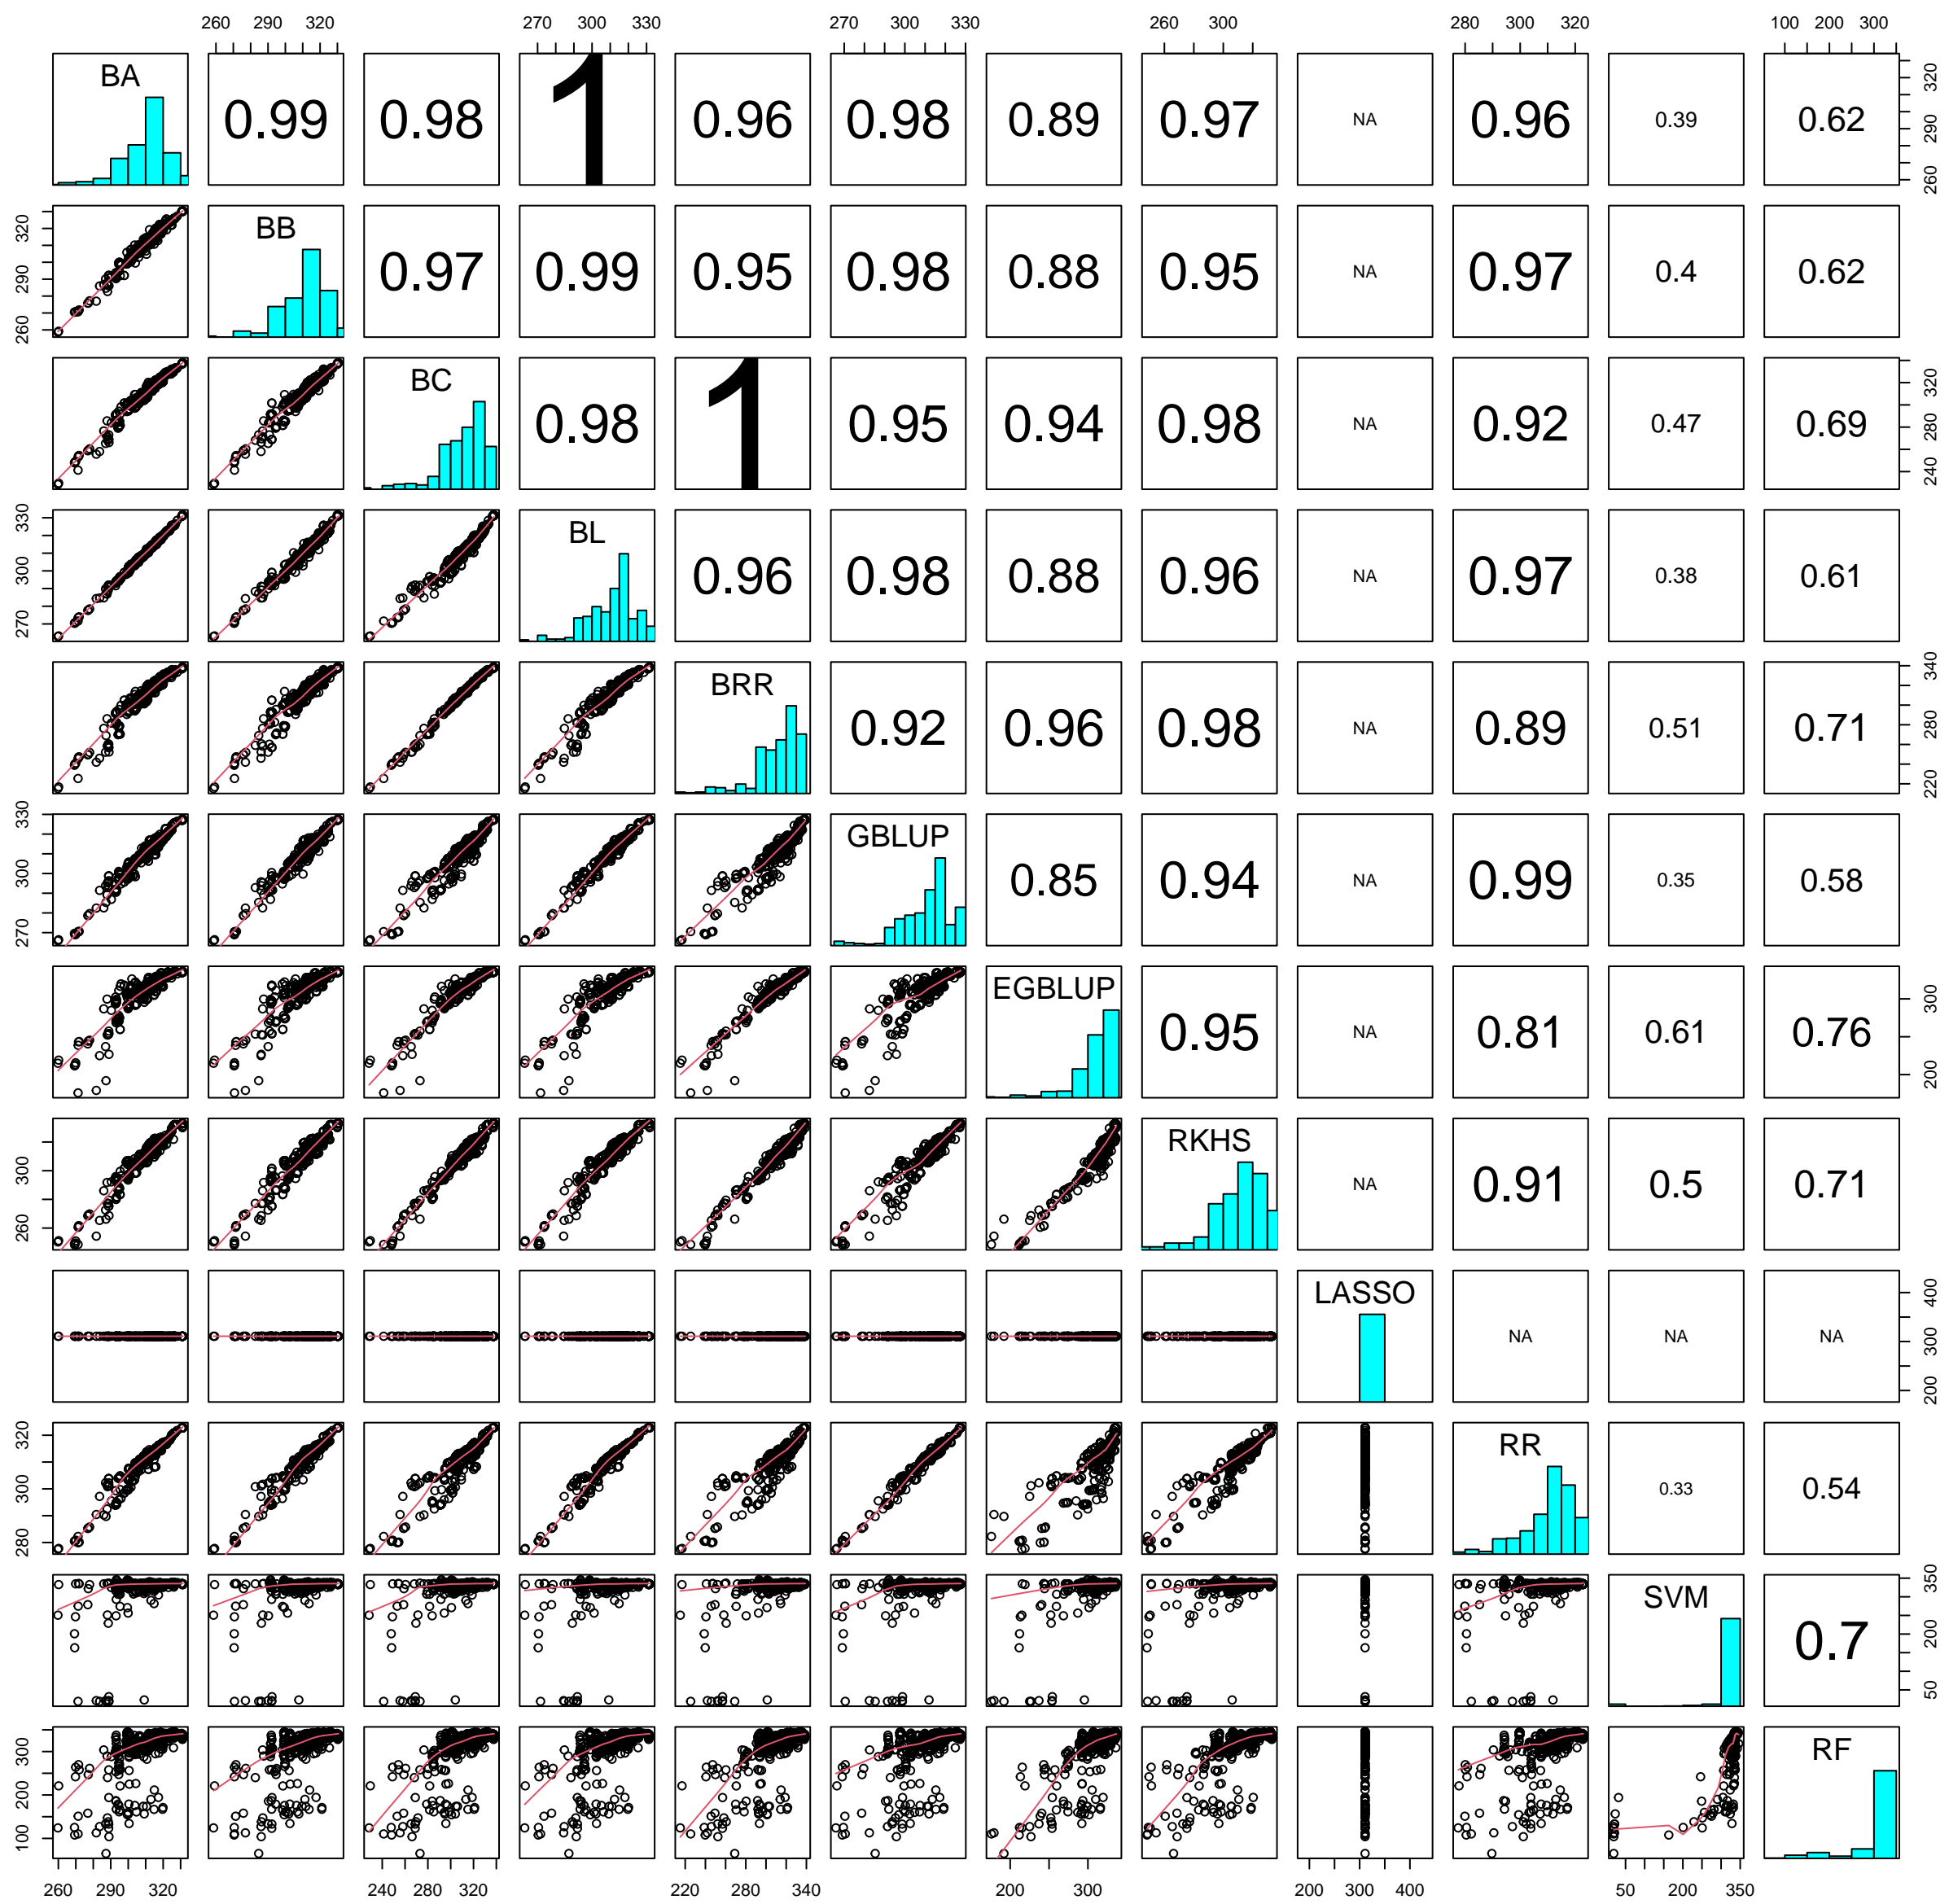 260 290 320 270 300 330 270 300 330 260 300 280 300 320 100 200 300
BA 0.99 0.98 1 0.96 0.98 0.89 0.97 NA 0.96 0.39 0.62 260 290 320
260 290 320 BB 0.97 0.99 0.95 0.98 0.88 0.95 NA 0.97 0.4 0.62
BC 0.98 1 0.95 0.94 0.98 NA 0.92 0.47 0.69 240 280 320
270 300 330 BL 0.96 0.98 0.88 0.96 NA 0.97 0.38 0.61
BRR 0.92 0.96 0.98 NA 0.89 0.51 0.71 220 280 340
270 300 330 GBLUP 0.85 0.94 NA 0.99 0.35 0.58
EGBLUP 0.95 NA 0.81 0.61 0.76 200 300
260 300 RKHS NA 0.91 0.5 0.71
LASSO NA NA NA 200 300 400
280 300 320 RR 0.33 0.54
SVM 0.7 50 200 350
100 200 300 RF
260 290 320 240 280 320 220 280 340 200 300 200 300 400 50 200 350